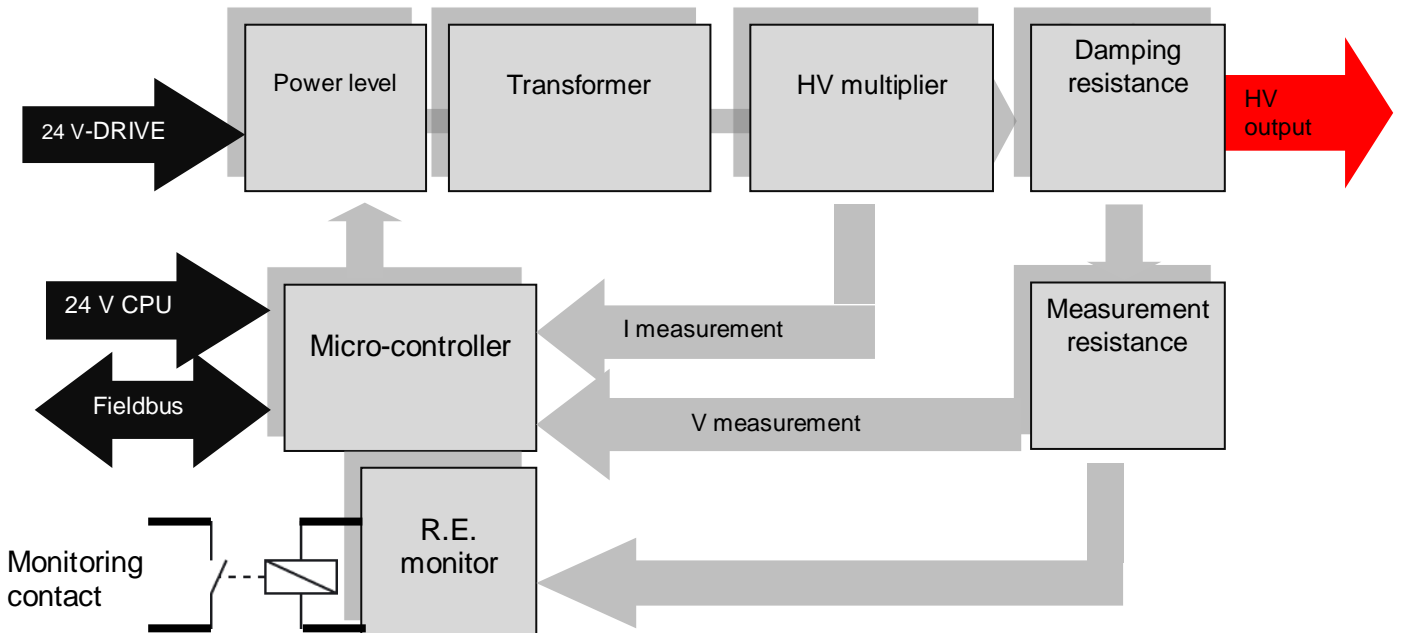 Power level
Transformer
HV multiplier
Damping
resistance
24 V-DRIVE
HV
output
24 V CPU
Micro-controller
I measurement
Measurement
resistance
Fieldbus
V measurement
R.E.
monitor
Monitoring
contact